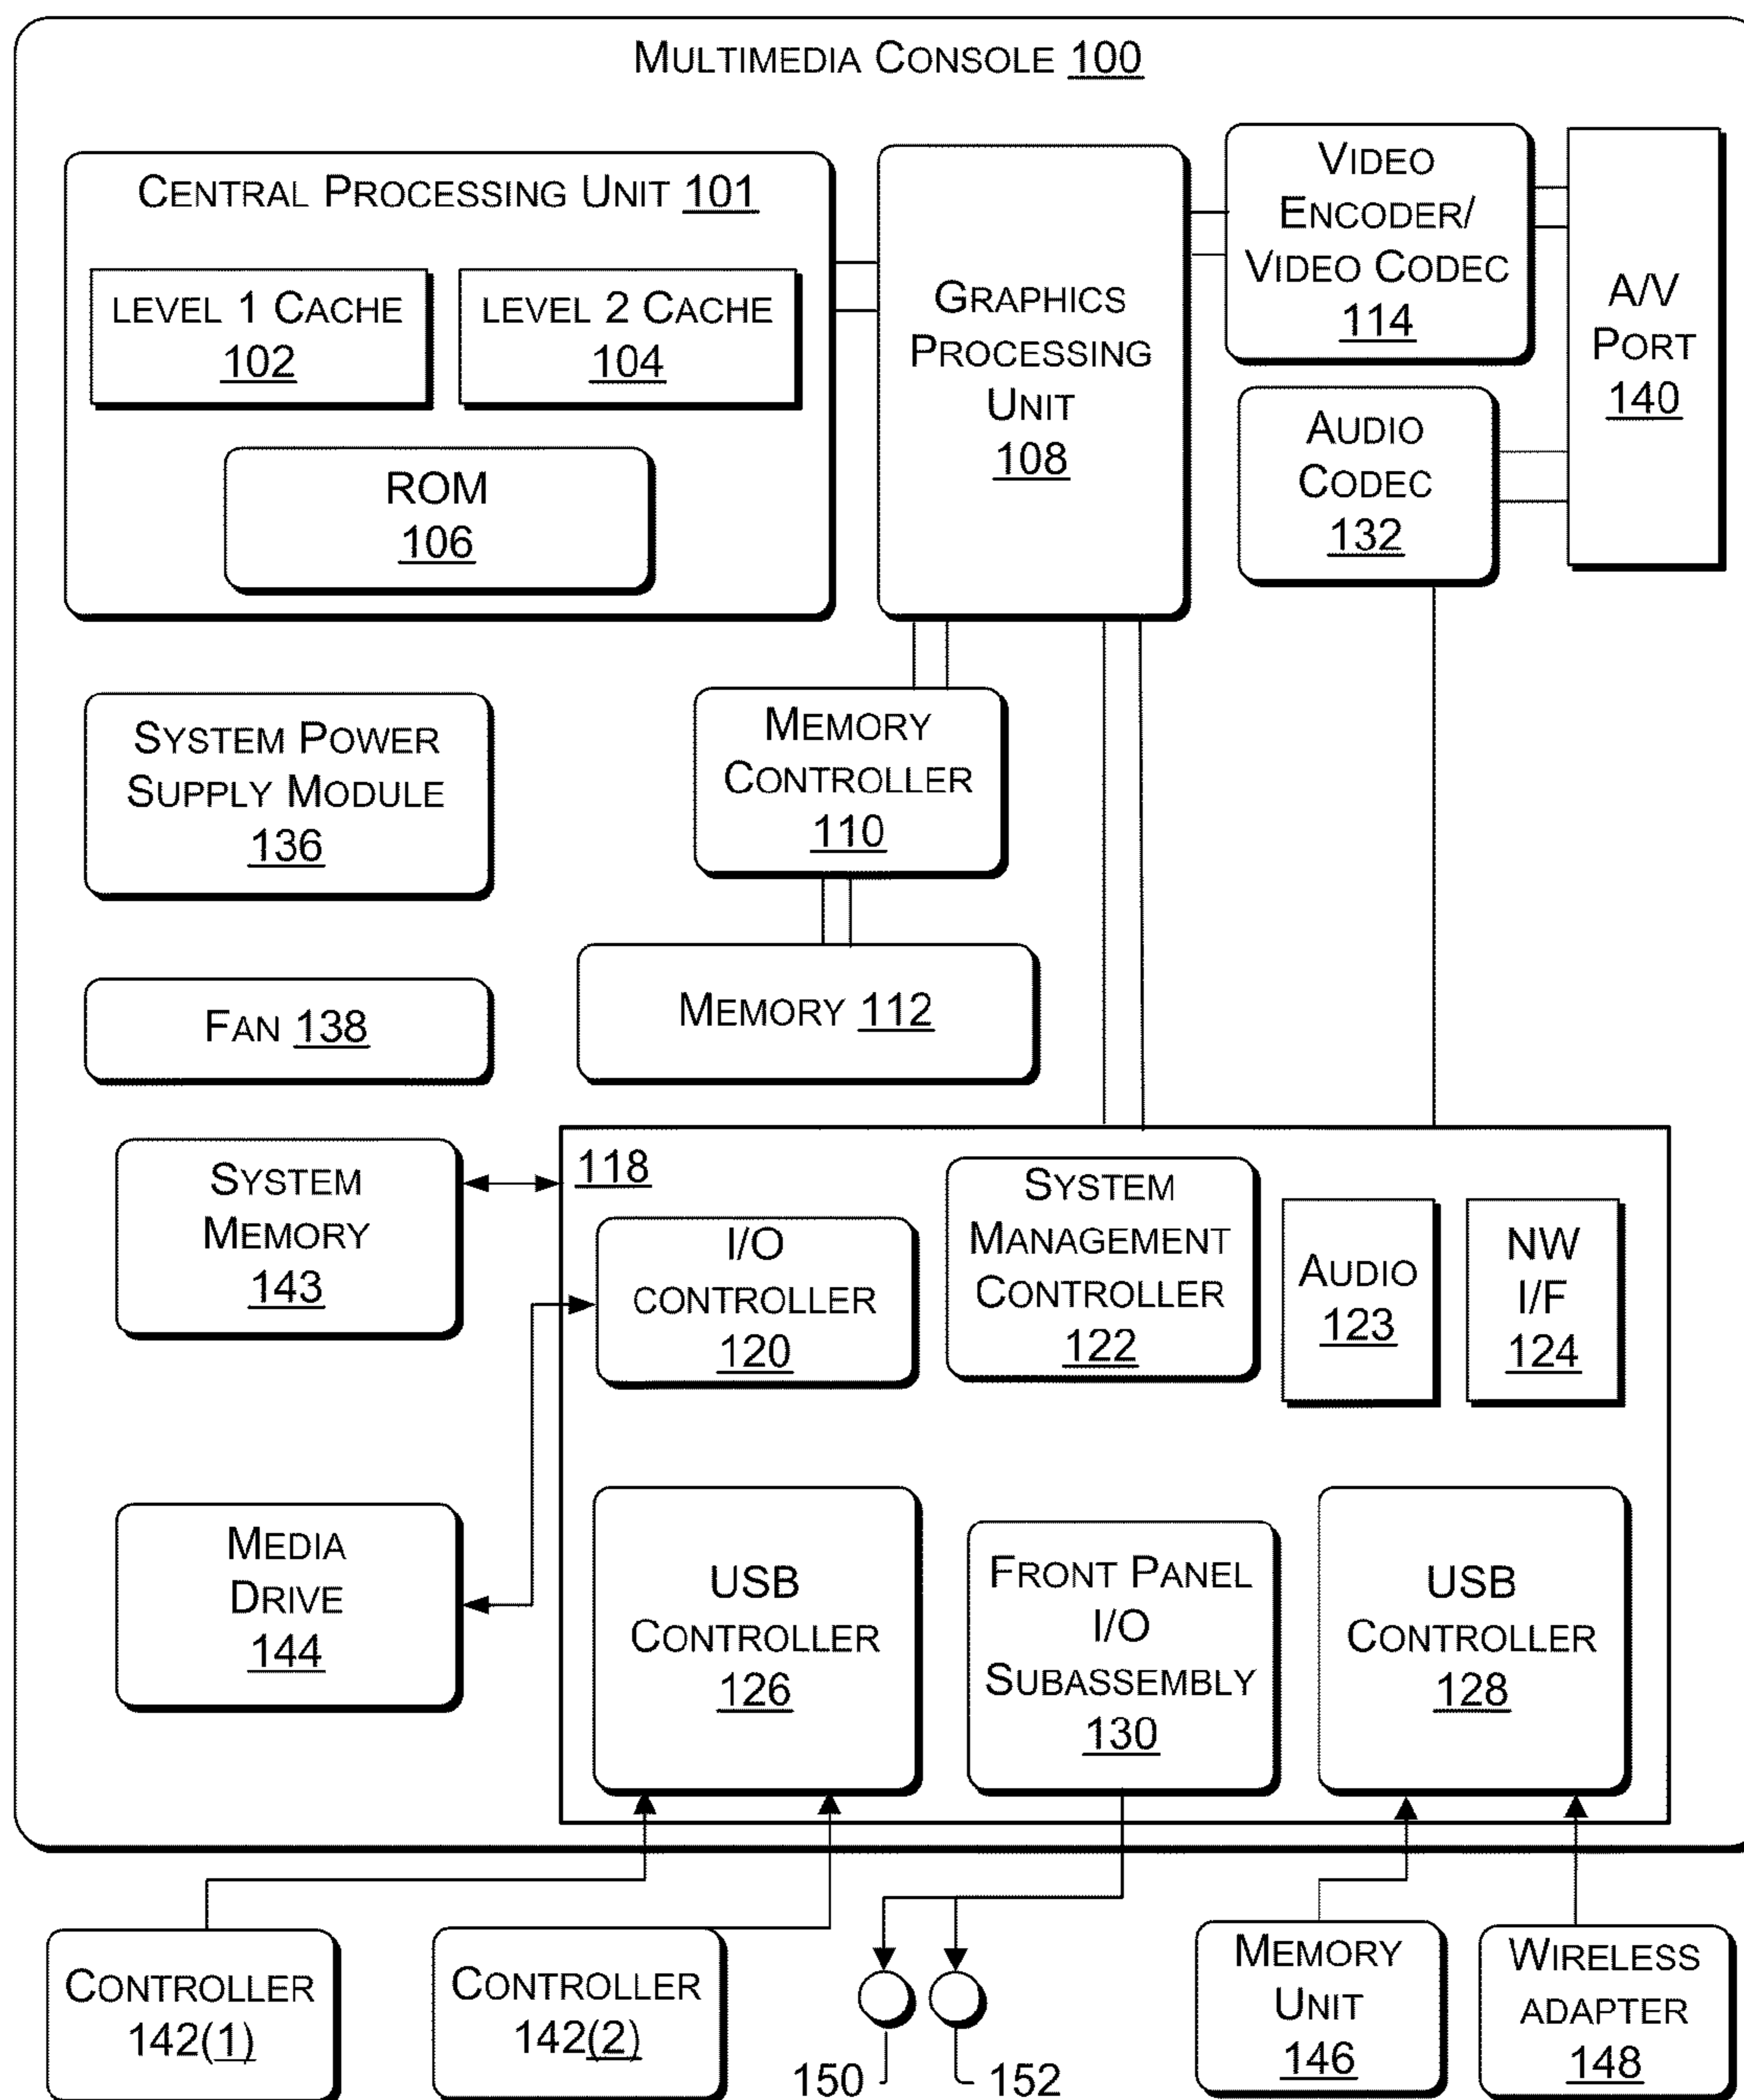 MULTIMEDIA CONSOLE 100
CENTRAL PROCESSING UNIT 101
LEVEL 1 CACHE
102
LEVEL 2 CACHE
104
ROM
106
GRAPHICS
PROCESSING
UNIT
108
VIDEO
ENCODER/
VIDEO CODEC
114
A/V
PORT
140
AUDIO
CODEC
132
SYSTEM POWER
SUPPLY MODULE
136
MEMORY
CONTROLLER
110
FAN 138
MEMORY 112
SYSTEM
MEMORY
143
118
I/O
CONTROLLER
120
SYSTEM
MANAGEMENT
CONTROLLER
122
AUDIO
123
NW
I/F
124
MEDIA
DRIVE
144
USB
CONTROLLER
126
FRONT PANEL
I/O
SUBASSEMBLY
130
USB
CONTROLLER
128
CONTROLLER
142(1)
CONTROLLER
142(2)
150
152
MEMORY
UNIT
146
WIRELESS
ADAPTER
148